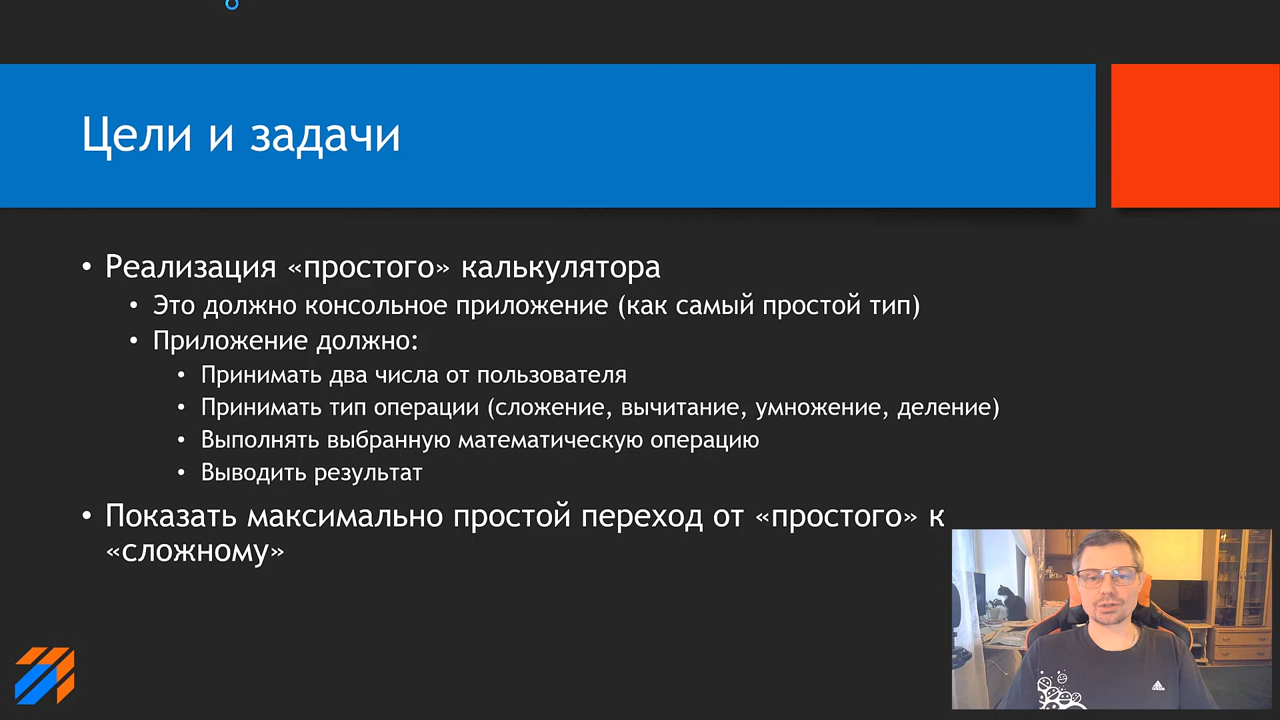 Цели и задачи
• Реализация «простого» калькулятора
• Это должно консольное приложение (как самый простой тип)
• Приложение должно:
• Принимать два числа от пользователя
• Принимать тип операции (сложение, вычитание, умножение, деление)
• Выполнять выбранную математическую операцию
• Выводить результат
• Показать максимально простой переход от «простого» к
«сложному»